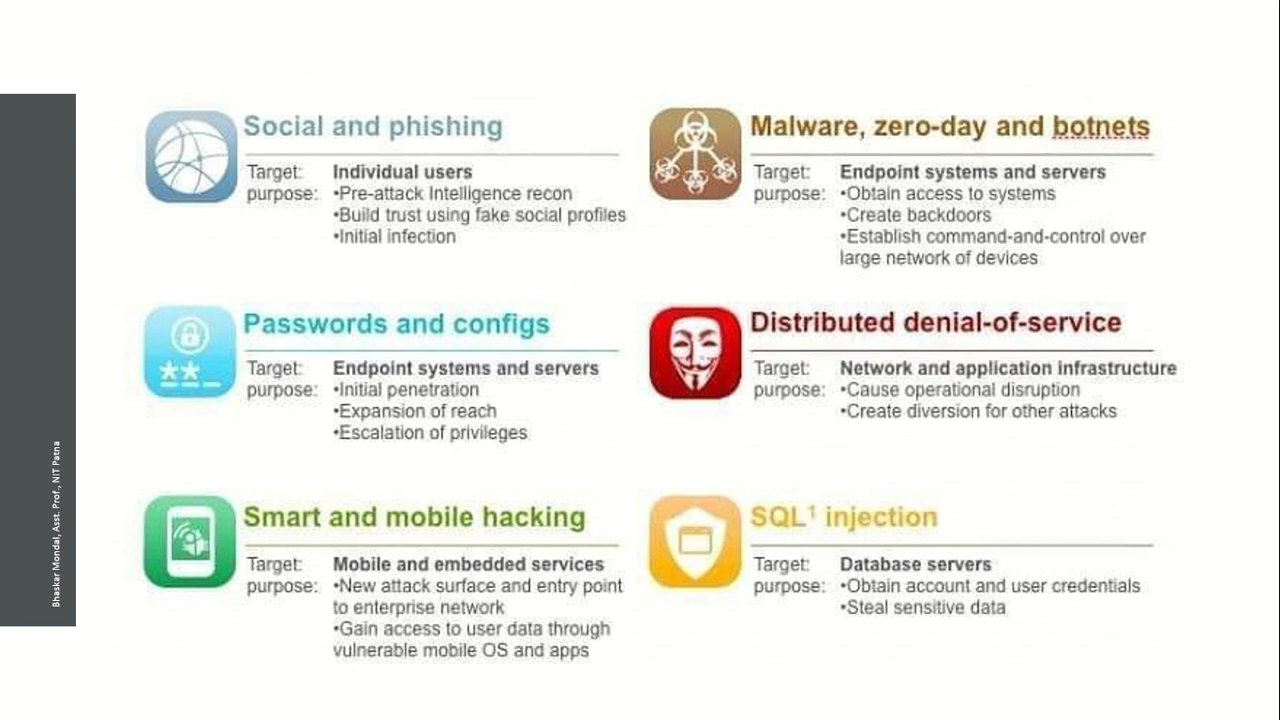 Social and phishing
Target: Individual users
purpose: •Pre-attack Intelligence recon
•Build trust using fake social profiles
•Initial infection
Malware, zero-day and botnets
Target: Endpoint systems and servers
purpose: •Obtain access to systems
•Create backdoors
•Establish command-and-control over
large network of devices
Passwords and configs
Target: Endpoint systems and servers
purpose: •Initial penetration
•Expansion of reach
•Escalation of privileges
Distributed denial-of-service
Target: Network and application infrastructure
purpose: •Cause operational disruption
•Create diversion for other attacks
Smart and mobile hacking
Target: Mobile and embedded services
purpose: •New attack surface and entry point
to enterprise network
•Gain access to user data through
vulnerable mobile OS and apps
SQL¹ injection
Target: Database servers
purpose: •Obtain account and user credentials
•Steal sensitive data
Bhaskar Mondal, Asst. Prof., NIT Patna